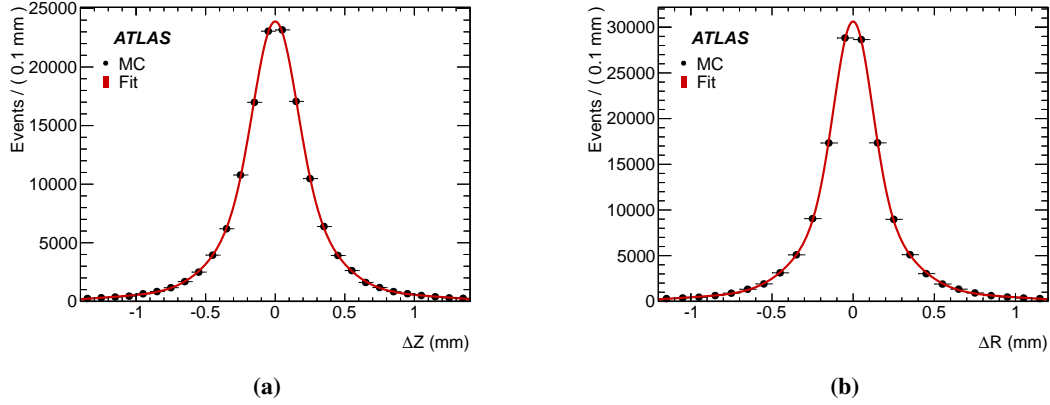 Events / ( 0.1 mm )
25000
20000
15000
10000
5000
0
ATLAS
MC
Fit
-1
-0.5
0
0.5
1
ΔZ (mm)
(a)
Events / ( 0.1 mm )
30000
25000
20000
15000
10000
5000
0
ATLAS
MC
Fit
-1
-0.5
0
0.5
1
ΔR (mm)
(b)